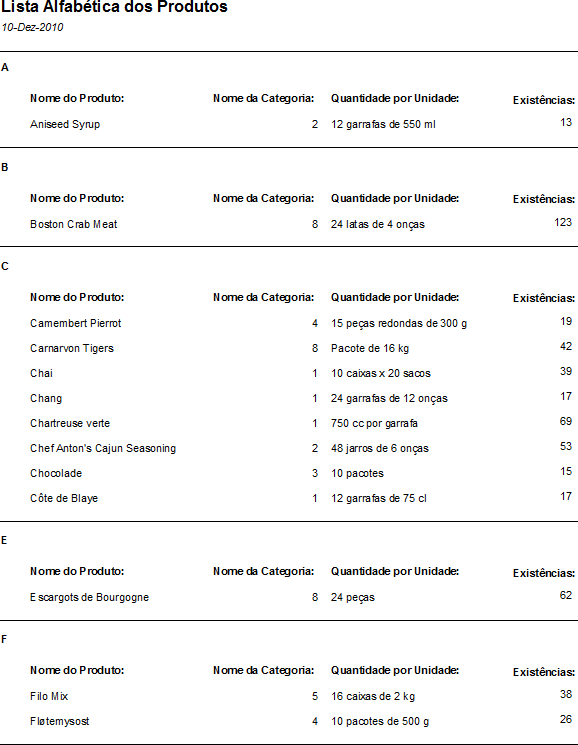 Lista Alfabética dos Produtos
10-Dez-2010
A
Nome do Produto: Nome da Categoria: Quantidade por Unidade: Existências:
Aniseed Syrup 2 12 garrafas de 550 ml 13
B
Nome do Produto: Nome da Categoria: Quantidade por Unidade: Existências:
Boston Crab Meat 8 24 latas de 4 onças 123
C
Nome do Produto: Nome da Categoria: Quantidade por Unidade: Existências:
Camembert Pierrot 4 15 peças redondas de 300 g 19
Carnarvon Tigers 8 Pacote de 16 kg 42
Chai 1 10 caixas x 20 sacos 39
Chang 1 24 garrafas de 12 onças 17
Chartreuse verte 1 750 cc por garrafa 69
Chef Anton's Cajun Seasoning 2 48 jarros de 6 onças 53
Chocolade 3 10 pacotes 15
Côte de Blaye 1 12 garrafas de 75 cl 17
E
Nome do Produto: Nome da Categoria: Quantidade por Unidade: Existências:
Escargots de Bourgogne 8 24 peças 62
F
Nome do Produto: Nome da Categoria: Quantidade por Unidade: Existências:
Filo Mix 5 16 caixas de 2 kg 38
Fløtemysost 4 10 pacotes de 500 g 26